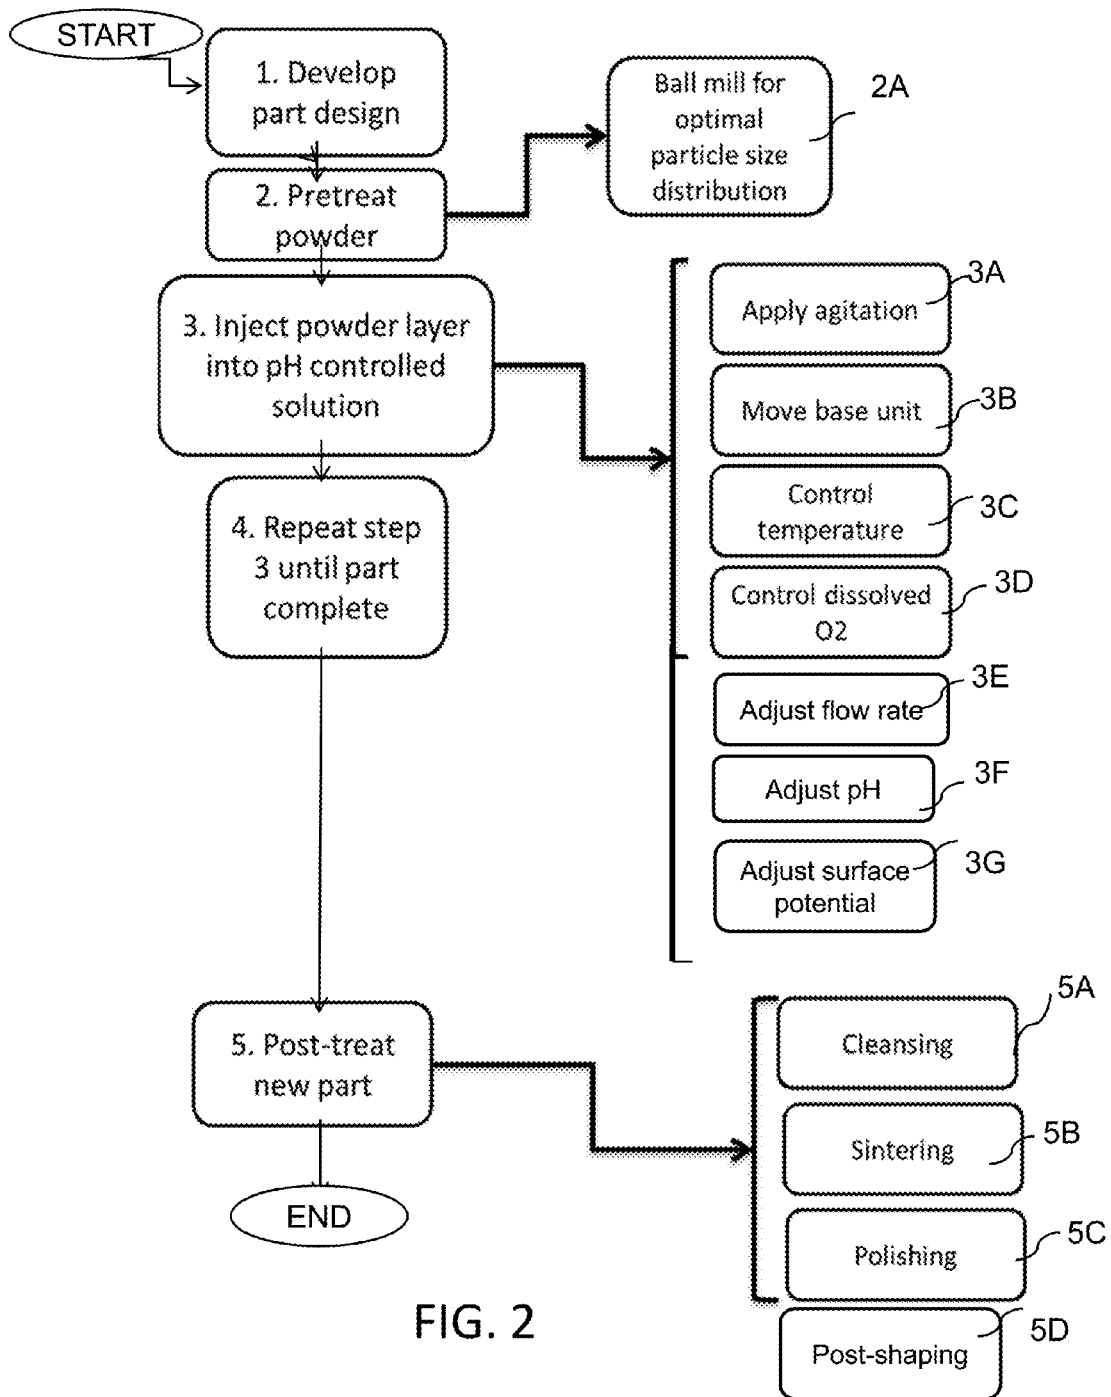 START
1. Develop
part design
2. Pretreat
powder
Ball mill for
optimal
particle size
distribution
2A
3. Inject powder layer
into pH controlled
solution
Apply agitation
3A
Move base unit
3B
Control
temperature
3C
Control dissolved
O2
3D
Adjust flow rate
3E
Adjust pH
3F
Adjust surface
potential
3G
4. Repeat step
3 until part
complete
5. Post-treat
new part
Cleansing
5A
Sintering
5B
Polishing
5C
Post-shaping
5D
END
FIG. 2